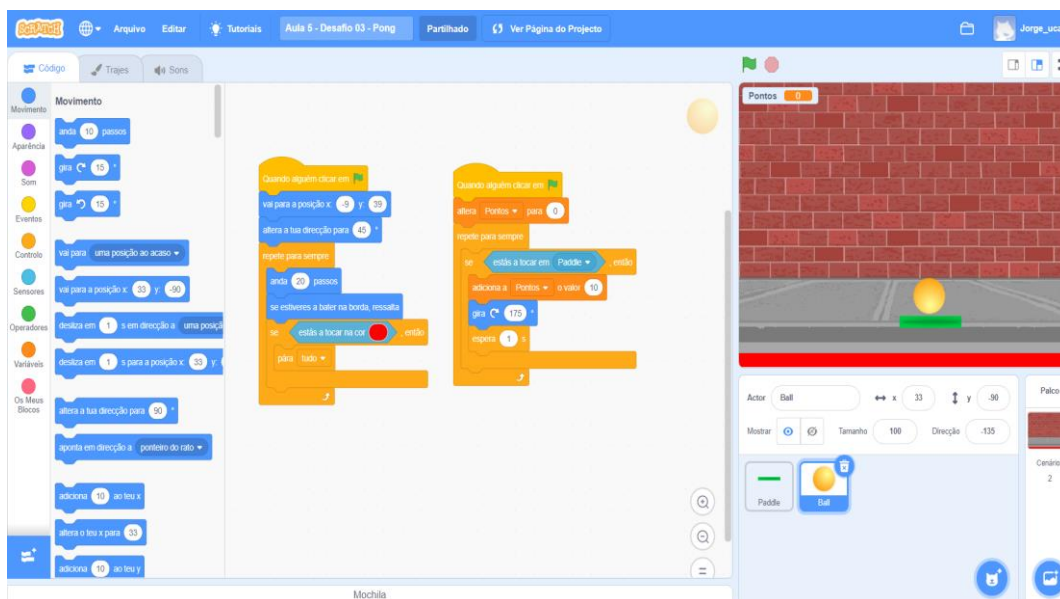 SCRATCH
Arquivo
Editar
Tutoriais
Aula 5 - Desafio 03 - Pong
Partilhado
Ver Página do Projecto
Código
Trajes
Sons
Movimento
Aparência
Som
Eventos
Controlo
Sensores
Operadores
Variáveis
Os Meus
Blocos
Movimento
anda 10 passos
gira 15 °
gira 15 °
vai para uma posição ao acaso
vai para a posição x: 33 y: -90
desliza em 1 s em direcção a
desliza em 1 s para a posição x: 33 y:
altera a tua direcção para 90 °
aponta em direcção a ponteiro do rato
adiciona 10 ao teu x
altera o teu x para 33
adiciona 10 ao teu y
Quando alguém clicar em
vai para a posição x: -9 y: 39
altera a tua direcção para 45 °
repete para sempre
anda 20 passos
se estiveres a bater na borda, ressalta
se estás a tocar na cor , então
pára tudo
Quando alguém clicar em
altera Pontos para 0
repete para sempre
se estás a tocar em Paddle , então
adiciona a Pontos o valor 10
gira 175 °
espera 1 s
Pontos 0
Actor Ball x 33 y -90
Mostrar Tamanho 100 Direcção -135
Paddle
Ball
Palco
2
Mochila